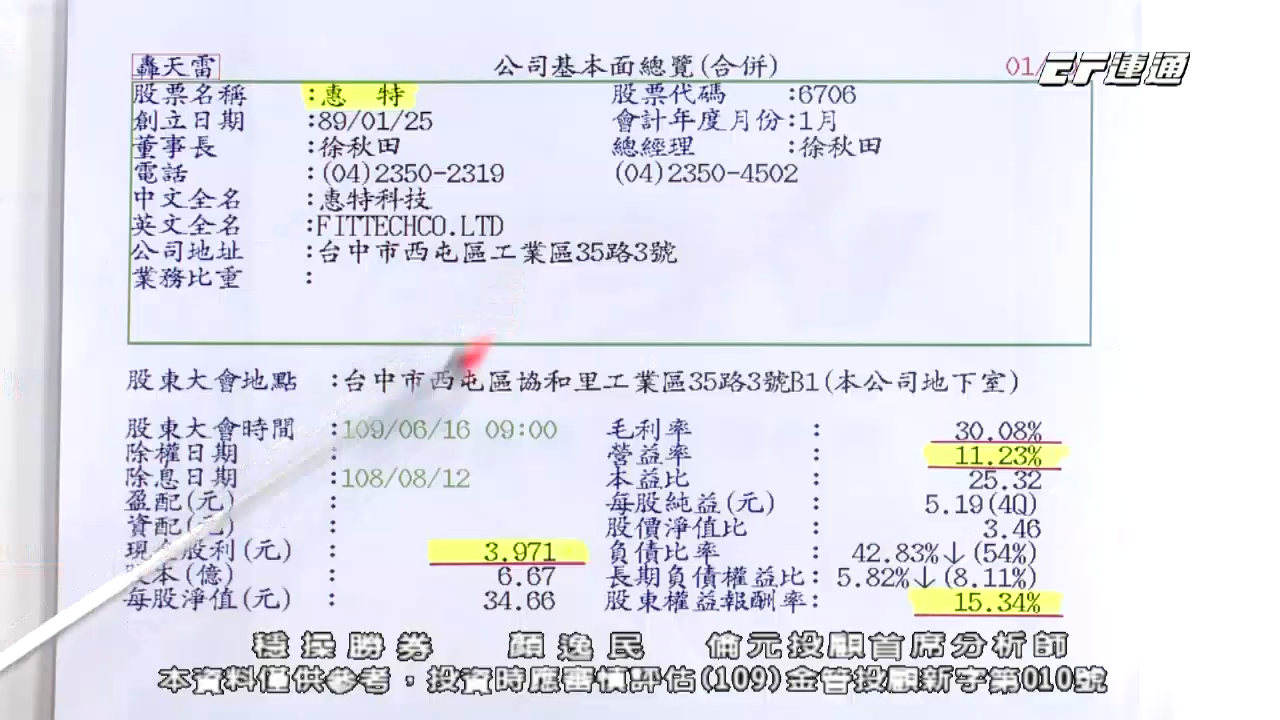 轟天雷 公司基本面總覽(合併) 01/ ET運通
股票名稱 :惠 特 股票代碼 :6706
創立日期 :89/01/25 會計年度月份:1月
董事長 :徐秋田 總經理 :徐秋田
電話 :(04)2350-2319 (04)2350-4502
中文全名 :惠特科技
英文全名 :FITTECHCO.LTD
公司地址 :台中市西屯區工業區35路3號
業務比重 :
股東大會地點 :台中市西屯區協和里工業區35路3號B1(本公司地下室)
股東大會時間 :109/06/16 09:00 毛利率 : 30.08%
除權日期 : 營益率 : 11.23%
除息日期 :108/08/12 本益比 : 25.32
盈配(元) : 每股純益(元) : 5.19(4Q)
資配(元) : 股價淨值比 : 3.46
現金股利(元) : 3.971 負債比率 : 42.83%↓(54%)
股本(億) : 6.67 長期負債權益比: 5.82%↓(8.11%)
每股淨值(元) : 34.66 股東權益報酬率: 15.34%
穩操勝券 顏逸民 倫元投顧首席分析師
本資料僅供參考，投資時應審慎評估(109)金管投顧新字第010號